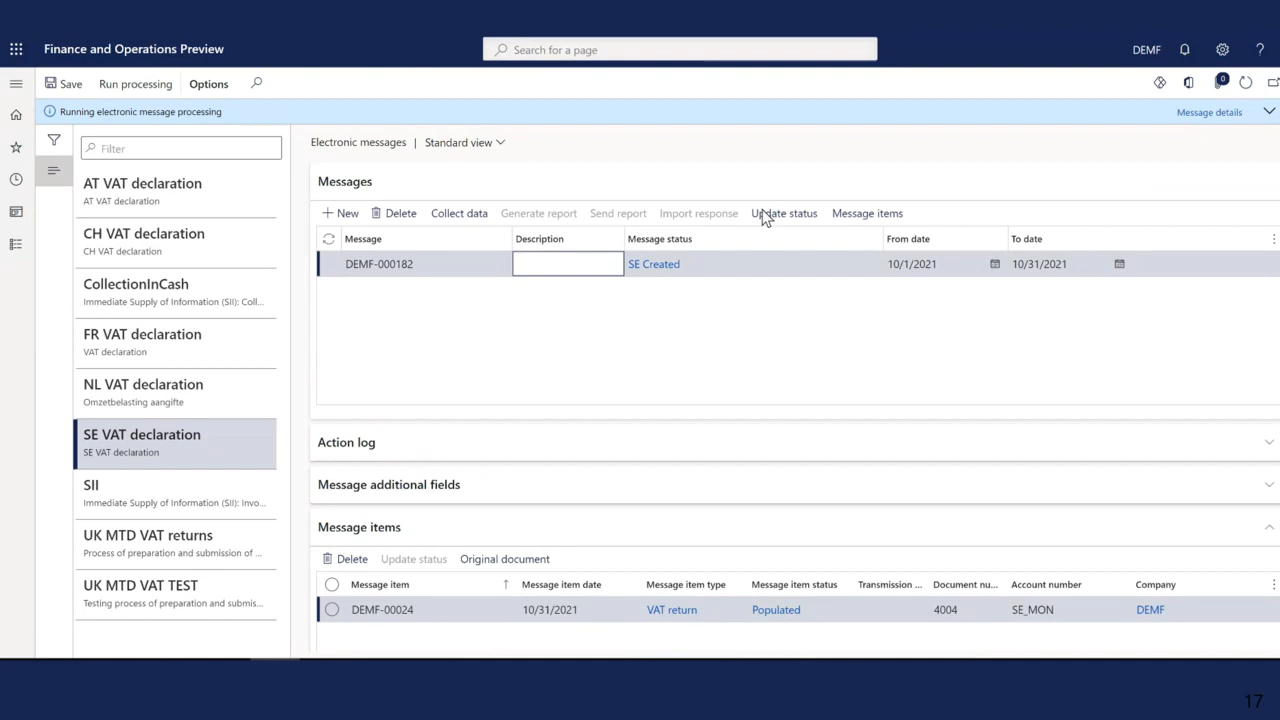 Finance and Operations Preview
Search for a page
DEMF
?
Save Run processing Options
0
Running electronic message processing
Message details
Filter
AT VAT declaration
AT VAT declaration
CH VAT declaration
CH VAT declaration
CollectionInCash
Immediate Supply of Information (SII): Coll...
FR VAT declaration
VAT declaration
NL VAT declaration
Omzetbelasting aangifte
SE VAT declaration
SE VAT declaration
SII
Immediate Supply of Information (SII): Invo...
UK MTD VAT returns
Process of preparation and submission of ...
UK MTD VAT TEST
Testing process of preparation and submis...
Electronic messages | Standard view
Messages
+ New Delete Collect data Generate report Send report Import response Update status Message items
Message Description Message status From date To date
DEMF-000182 SE Created 10/1/2021 10/31/2021
Action log
Message additional fields
Message items
Delete Update status Original document
Message item Message item date Message item type Message item status Transmission ... Document nu... Account number Company
DEMF-00024 10/31/2021 VAT return Populated 4004 SE_MON DEMF
17